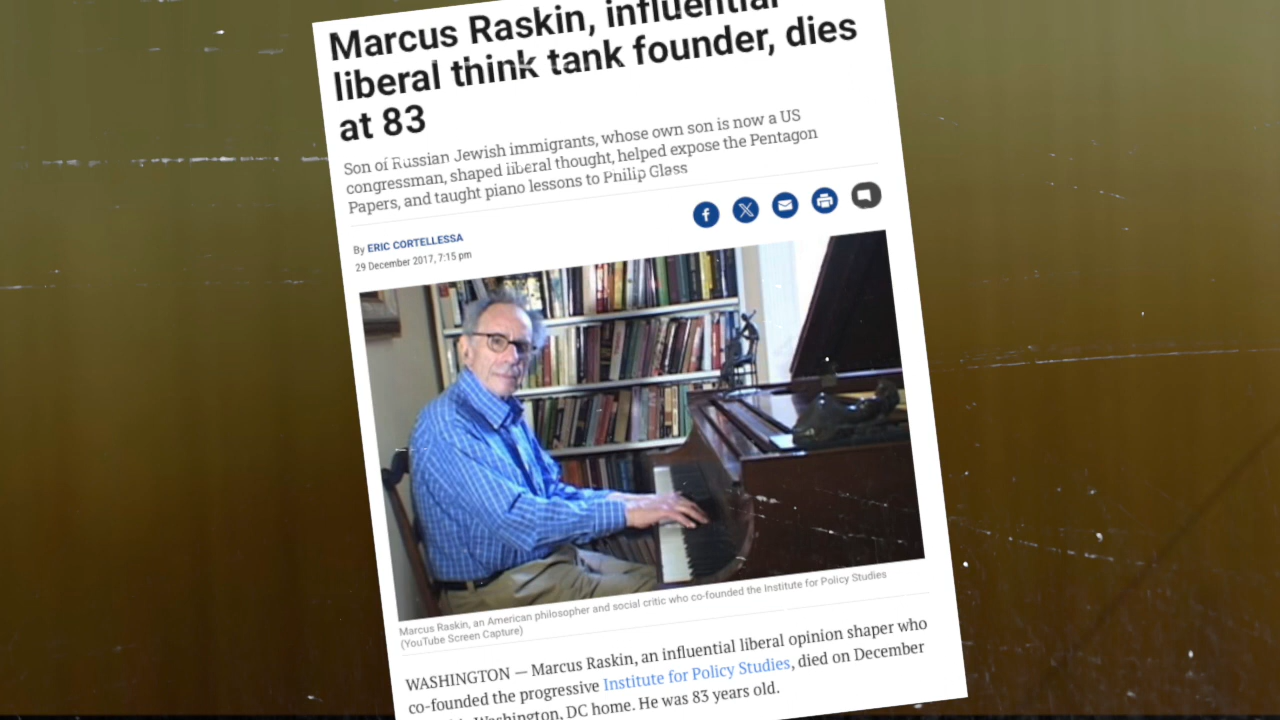 Marcus Raskin, influential
liberal think tank founder, dies
at 83
Son of Russian Jewish immigrants, whose own son is now a US
congressman, shaped liberal thought, helped expose the Pentagon
Papers, and taught piano lessons to Philip Glass
By ERIC CORTELLESSA
29 December 2017, 7:15 pm
Marcus Raskin, an American philosopher and social critic who co-founded the Institute for Policy Studies
(YouTube Screen Capture)
WASHINGTON — Marcus Raskin, an influential liberal opinion shaper who
co-founded the progressive Institute for Policy Studies, died on December
Washington, DC home. He was 83 years old.